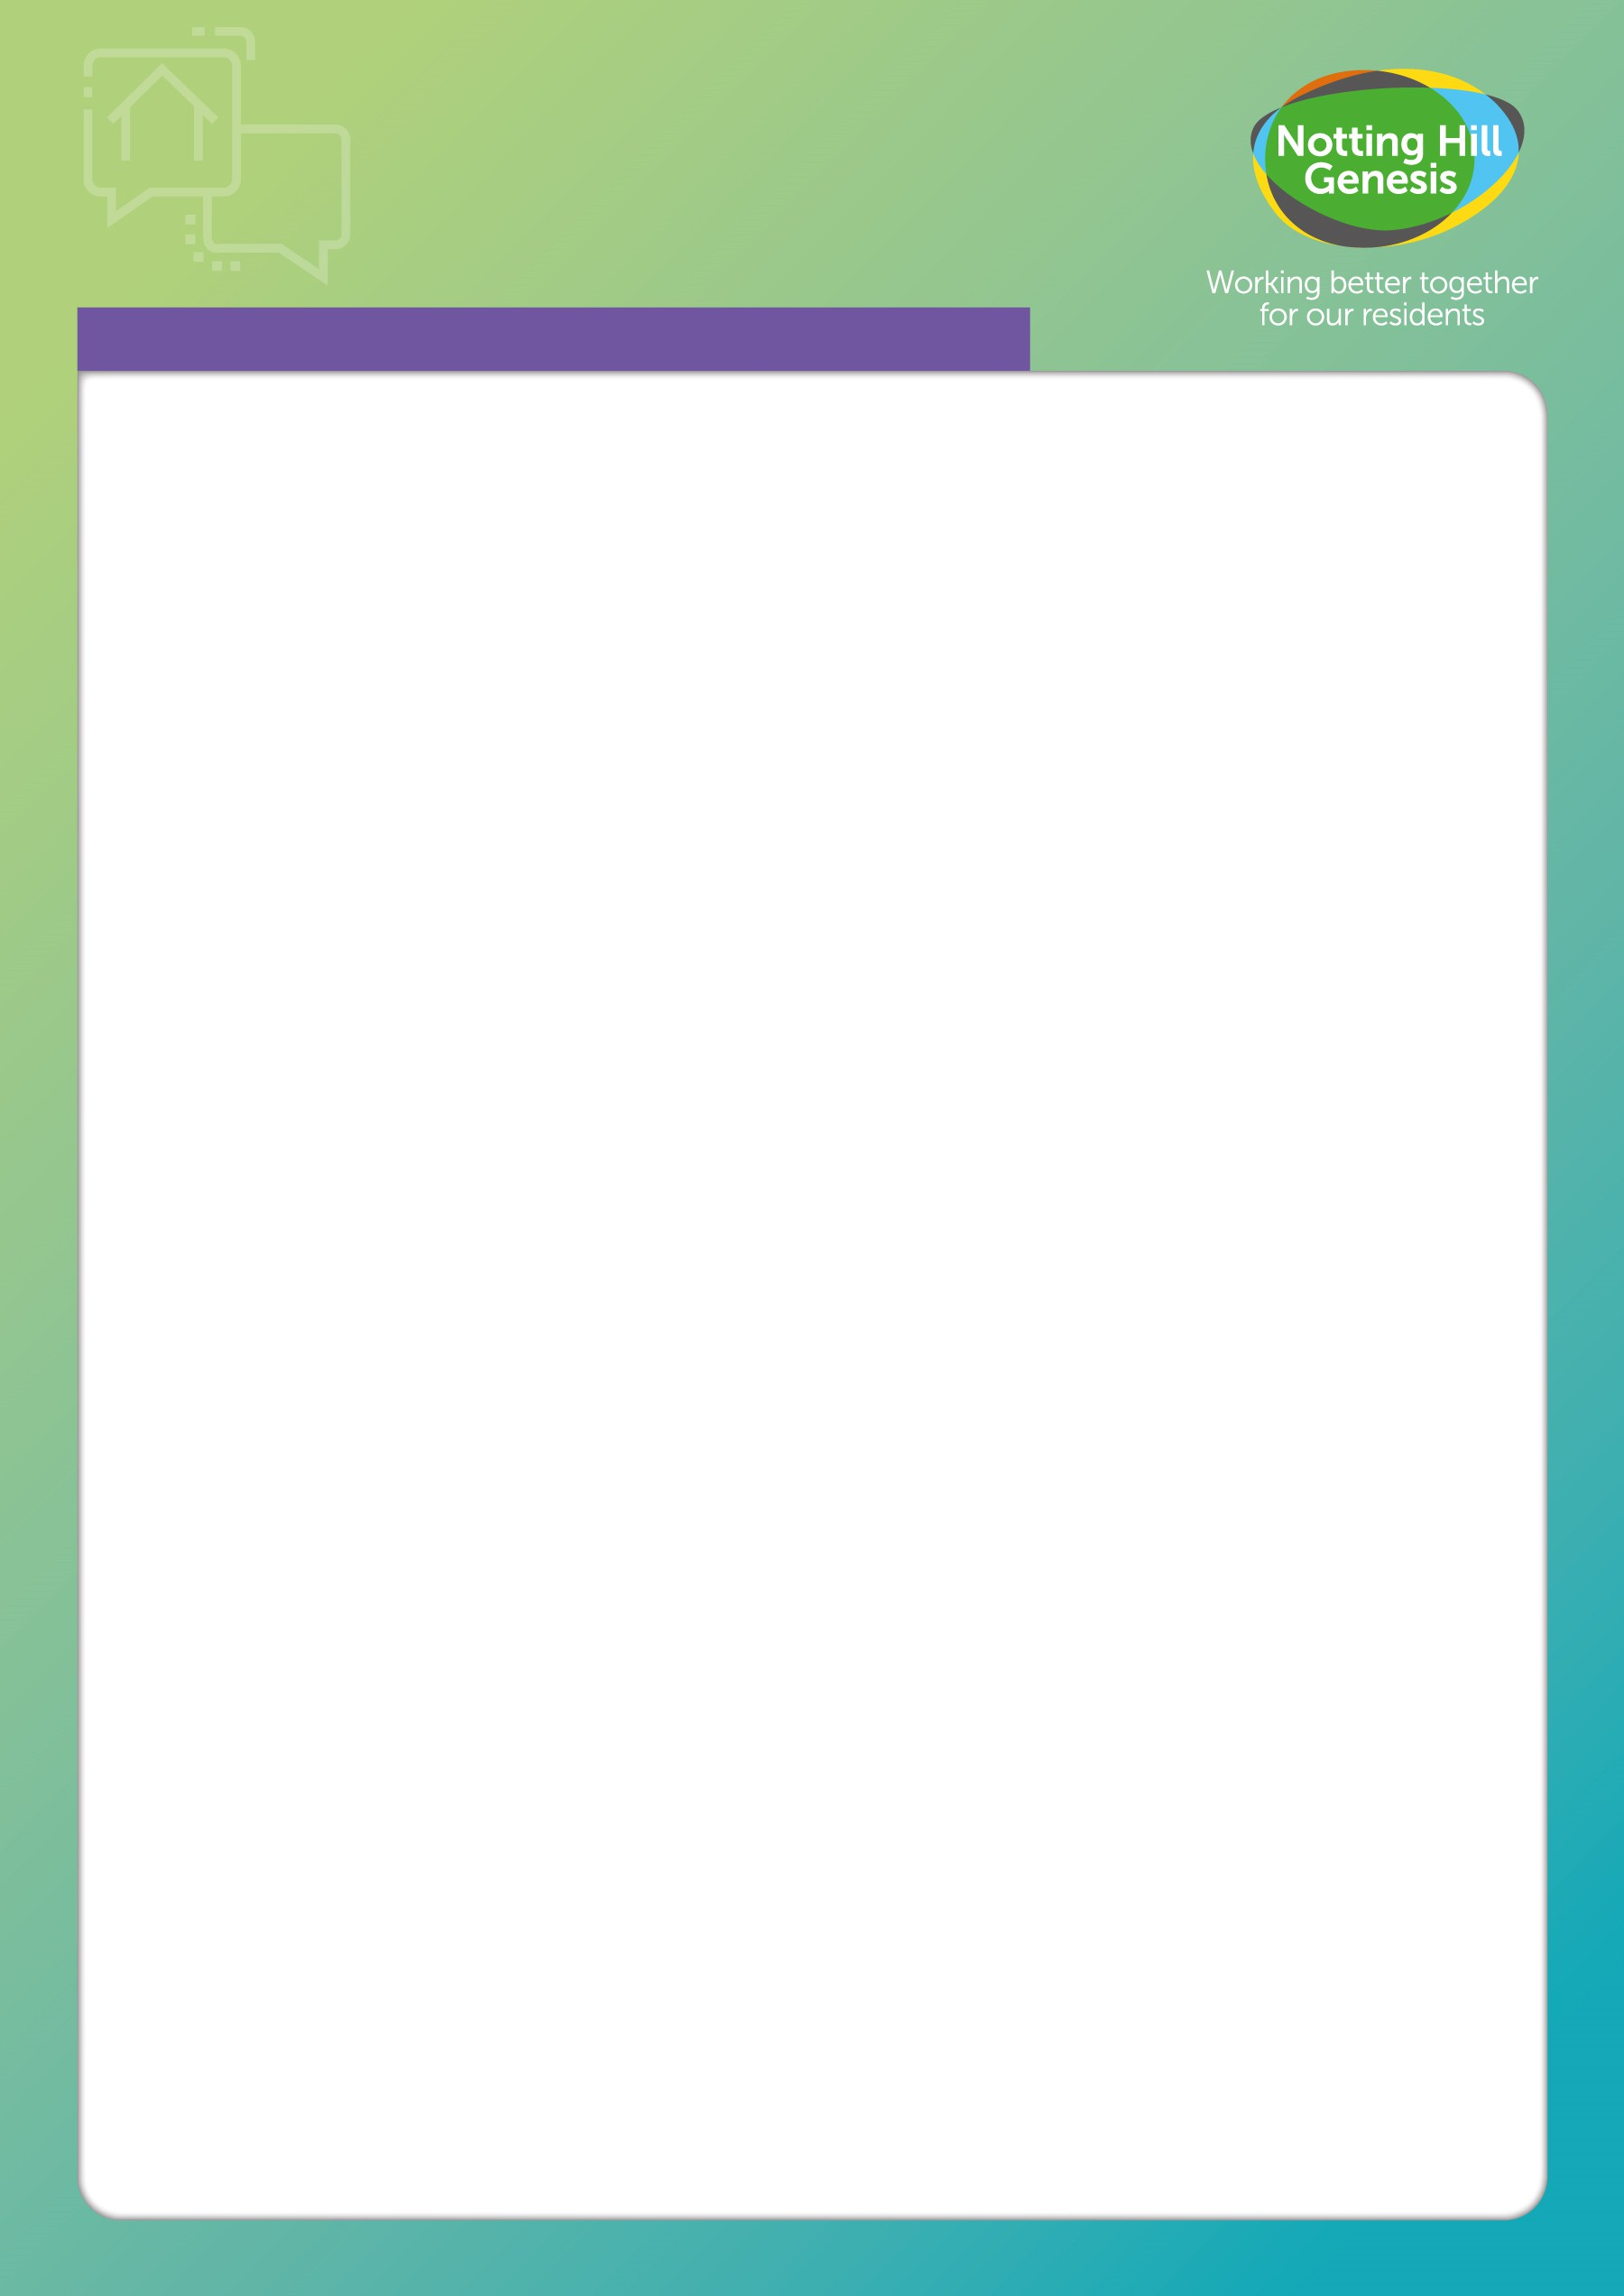 Notting Hill
Genesis
Working better together
for our residents